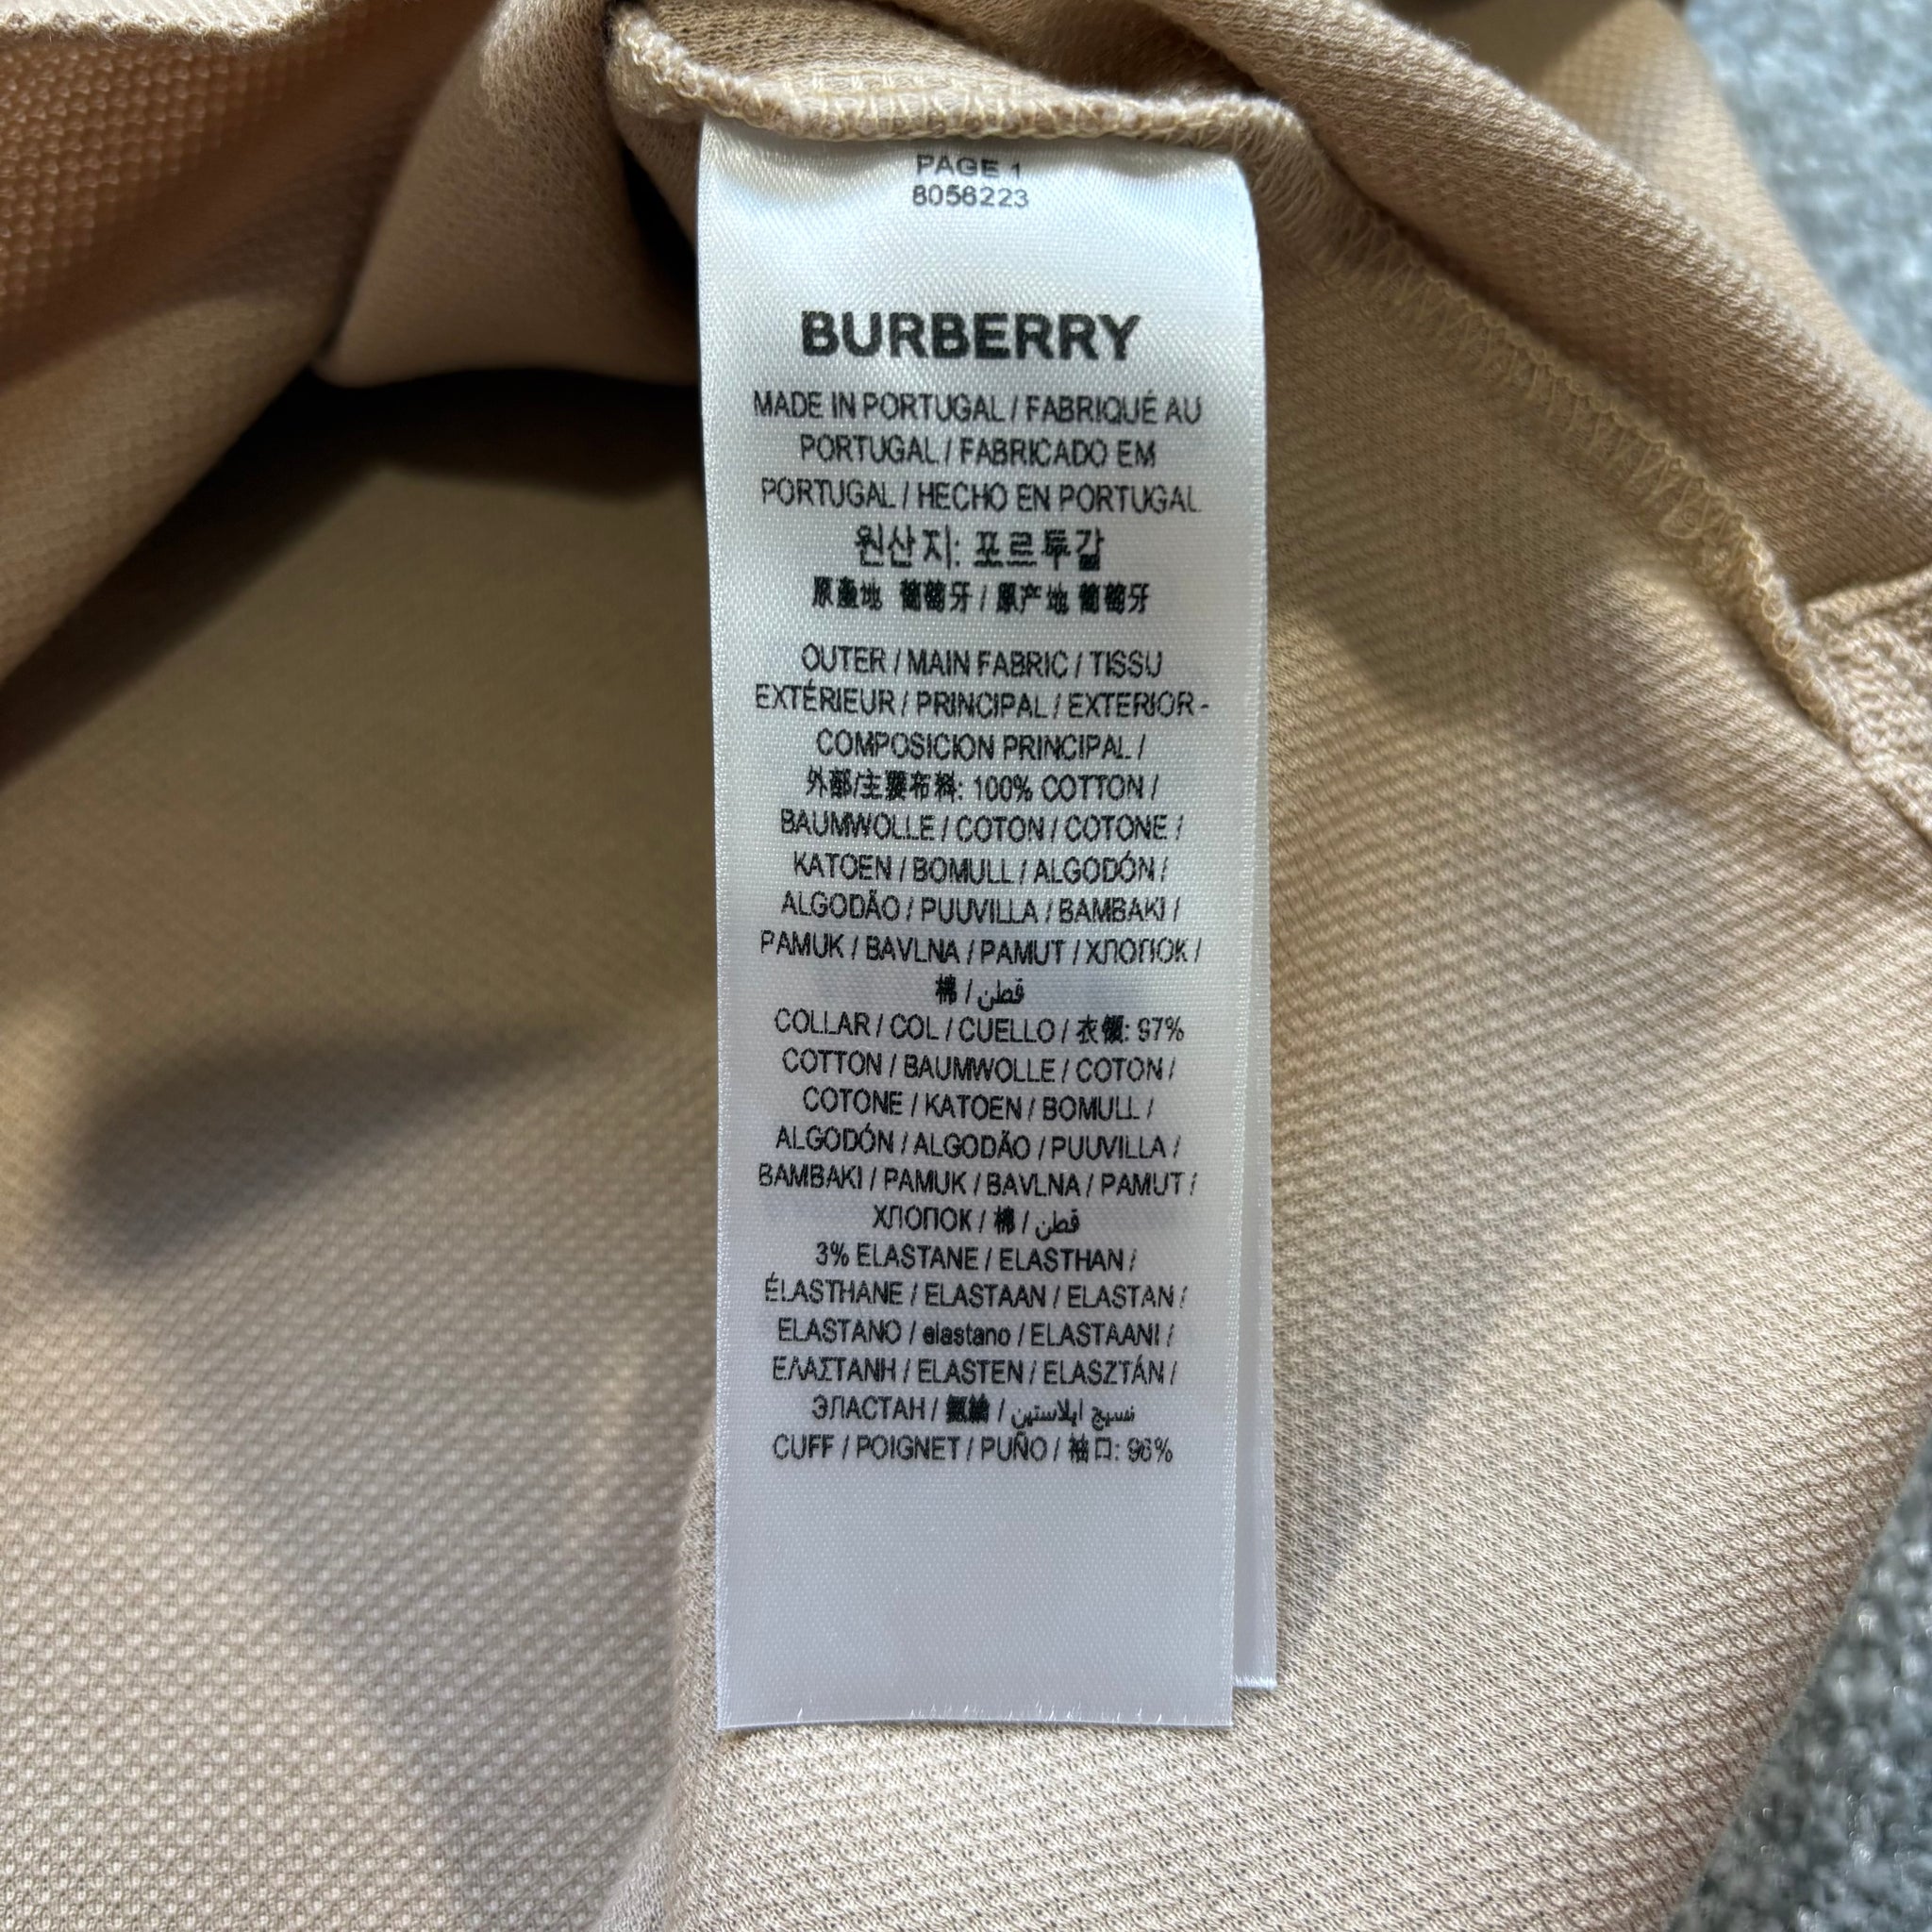 PAGE 1
8056223
BURBERRY
MADE IN PORTUGAL / FABRIQUÉ AU
PORTUGAL / FABRICADO EM
PORTUGAL / HECHO EN PORTUGAL
원산지: 포르투갈
原產地 葡萄牙 / 原产地 葡萄牙
OUTER / MAIN FABRIC / TISSU
EXTÉRIEUR / PRINCIPAL / EXTERIOR -
COMPOSICION PRINCIPAL /
外部/主要布料: 100% COTTON /
BAUMWOLLE / COTON / COTONE /
KATOEN / BOMULL / ALGODÓN /
ALGODÃO / PUUVILLA / BAMBAKI /
PAMUK / BAVLNA / PAMUT / ХЛОПОК /
棉 / قطن
COLLAR / COL / CUELLO / 衣領: 97%
COTTON / BAUMWOLLE / COTON /
COTONE / KATOEN / BOMULL /
ALGODÓN / ALGODÃO / PUUVILLA /
BAMBAKI / PAMUK / BAVLNA / PAMUT /
ХЛОПОК / 棉 / قطن
3% ELASTANE / ELASTHAN /
ÉLASTHANE / ELASTAAN / ELASTAN /
ELASTANO / elastano / ELASTAANI /
ΕΛΑΣΤΑΝΗ / ELASTEN / ELASZTÁN /
ЭЛАСТАН / 氨綸 / نسيج ايلاستين
CUFF / POIGNET / PUÑO / 袖口: 96%